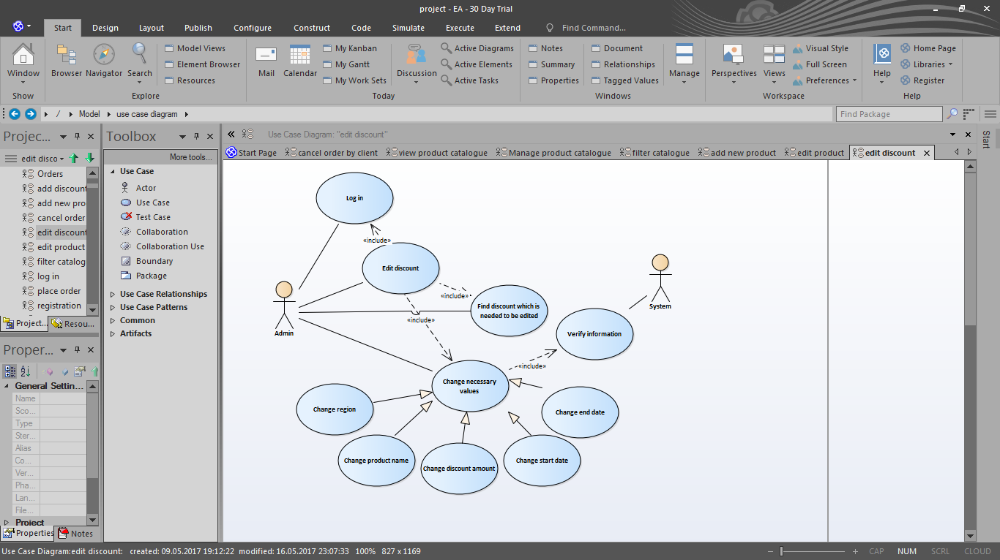 project - EA - 30 Day Trial
Start Design Layout Publish Configure Construct Code Simulate Execute Extend Find Command...
Window
Show
Browser Navigator Search
Model Views
Element Browser
Resources
Explore
Mail Calendar
My Kanban
My Gantt
My Work Sets
Discussion
Active Diagrams
Active Elements
Active Tasks
Today
Notes
Summary
Properties
Document
Relationships
Tagged Values
Manage
Windows
Perspectives Views
Visual Style
Full Screen
Preferences
Workspace
Help
Home Page
Libraries
Register
Help
/ Model use case diagram
Find Package
Projec...
edit disco
Orders
add discount
add new pro
cancel order
edit discount
edit product
filter catalog
log in
place order
registration
Project... Resou...
Proper...
General Settin...
Name
Sco...
Type
Ster...
Alias
Co...
Ver...
Pha...
Lan...
File...
Project
Properties Notes
Toolbox
More tools...
Use Case
Actor
Use Case
Test Case
Collaboration
Collaboration Use
Boundary
Package
Use Case Relationships
Use Case Patterns
Common
Artifacts
Use Case Diagram: "edit discount"
Start Page cancel order by client view product catalogue Manage product catalogue filter catalogue add new product edit product edit discount
Start
Log in
«include»
Edit discount
«include»
Find discount which is
needed to be edited
«include»
Admin
System
Verify information
«include»
Change necessary
values
Change region
Change end date
Change product name
Change discount amount
Change start date
Use Case Diagram:edit discount: created: 09.05.2017 19:12:22 modified: 16.05.2017 23:07:33 100% 827 x 1169
CAP NUM SCRL CLOUD